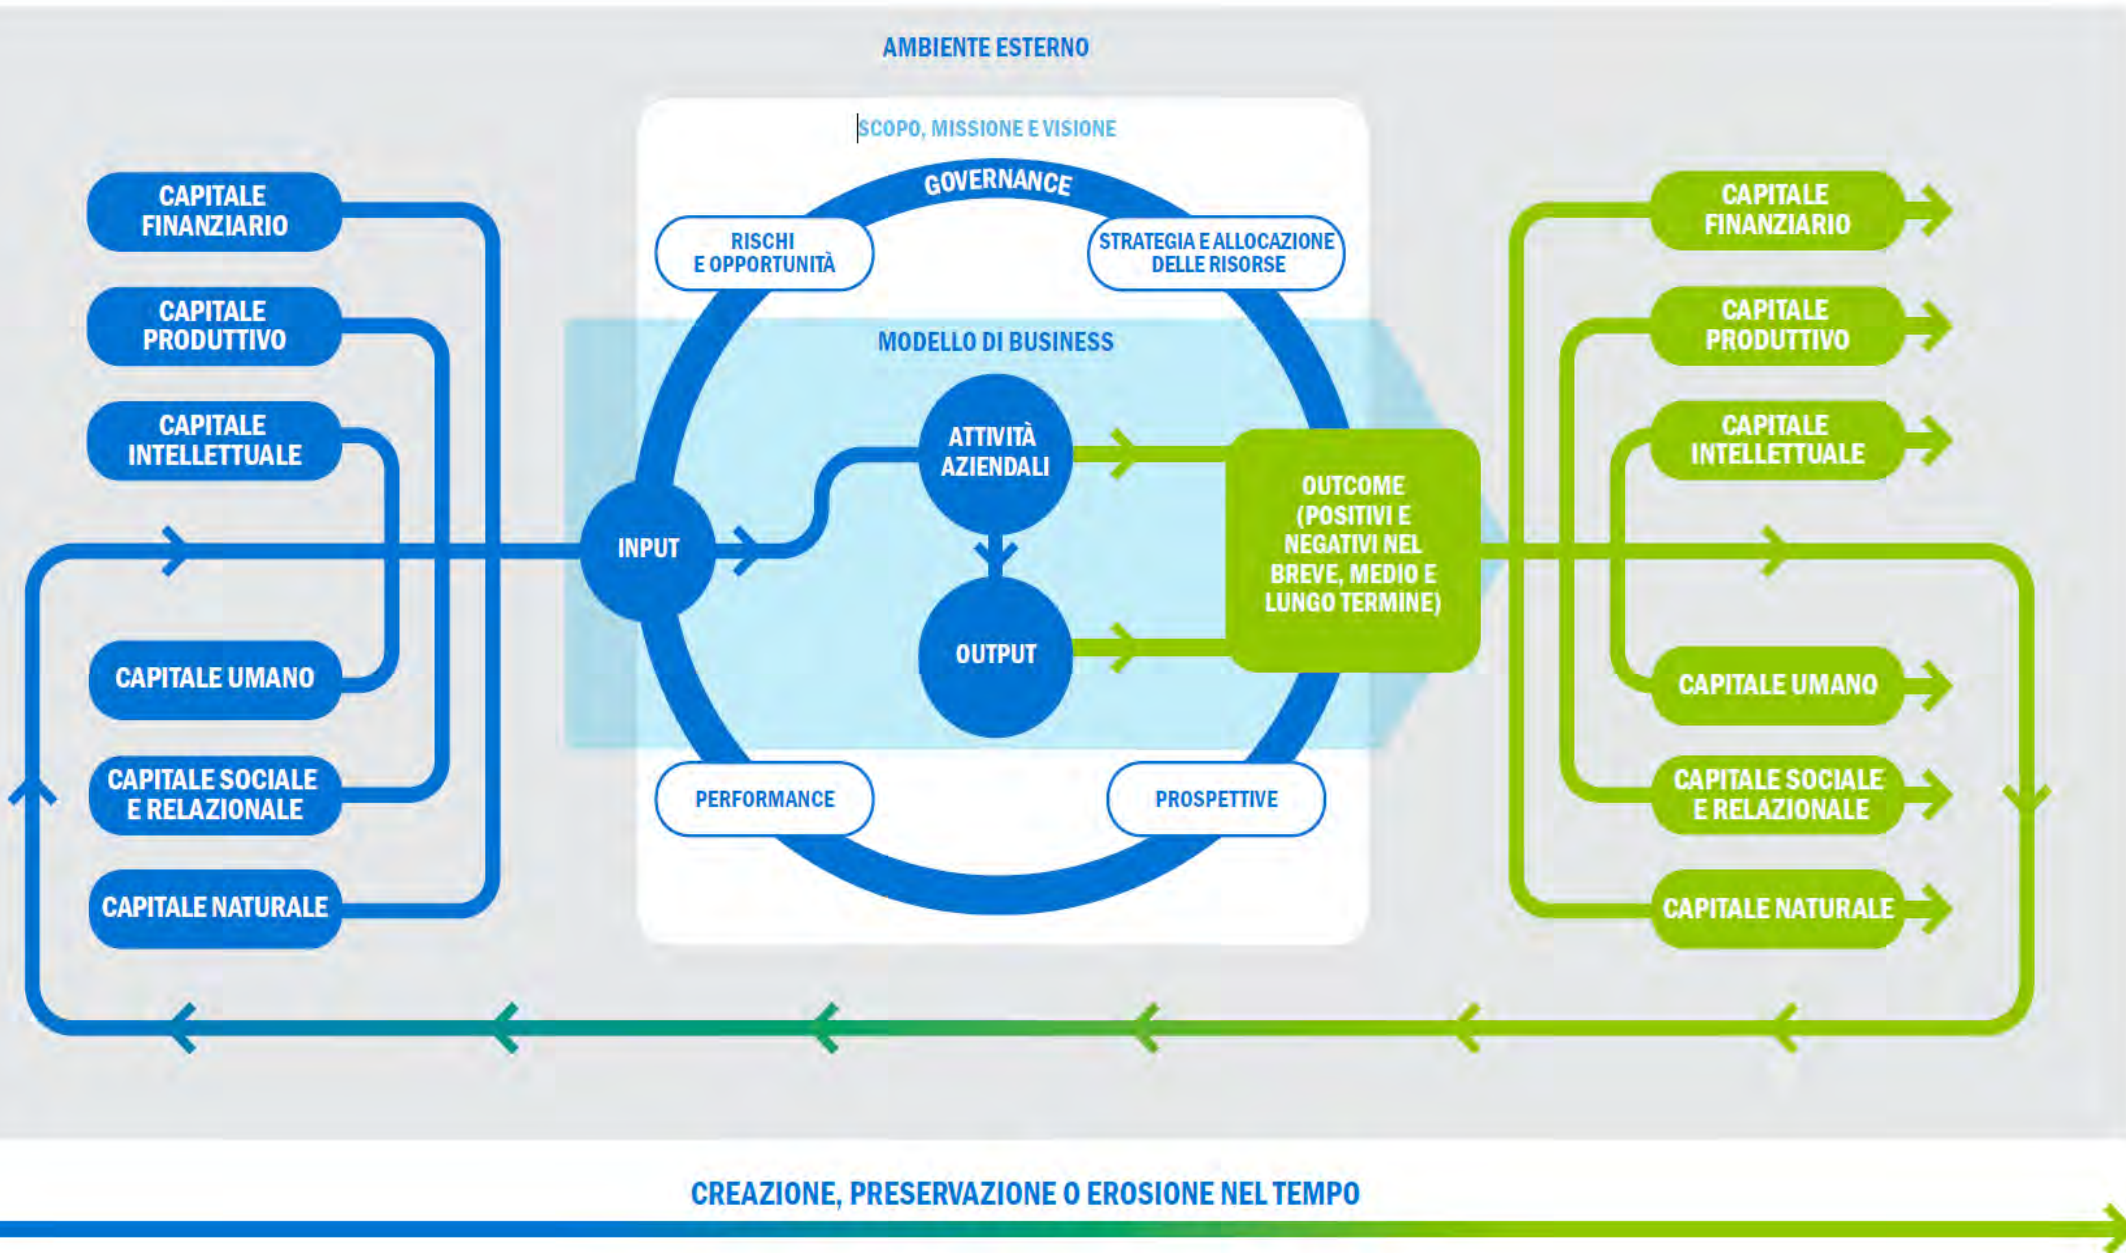 AMBIENTE ESTERNO
SCOPO, MISSIONE E VISIONE
GOVERNANCE
CAPITALE
FINANZIARIO
CAPITALE
PRODUTTIVO
CAPITALE
INTELLETTUALE
CAPITALE UMANO
CAPITALE SOCIALE
E RELAZIONALE
CAPITALE NATURALE
RISCHI
E OPPORTUNITÀ
STRATEGIA E ALLOCAZIONE
DELLE RISORSE
MODELLO DI BUSINESS
INPUT
ATTIVITÀ
AZIENDALI
OUTPUT
OUTCOME
(POSITIVI E
NEGATIVI NEL
BREVE, MEDIO E
LUNGO TERMINE)
PERFORMANCE
PROSPETTIVE
CAPITALE
FINANZIARIO
CAPITALE
PRODUTTIVO
CAPITALE
INTELLETTUALE
CAPITALE UMANO
CAPITALE SOCIALE
E RELAZIONALE
CAPITALE NATURALE
CREAZIONE, PRESERVAZIONE O EROSIONE NEL TEMPO